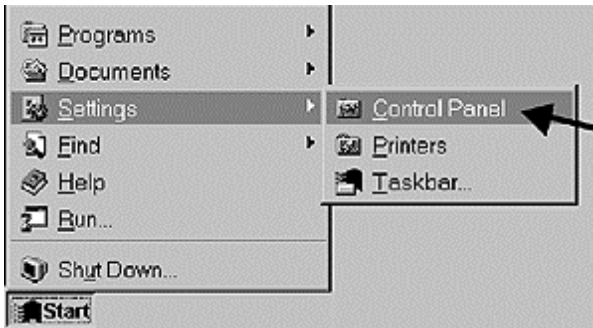 Programs
Documents
Settings
Control Panel
Find
Printers
Help
Taskbar...
Run...
Shut Down...
Start